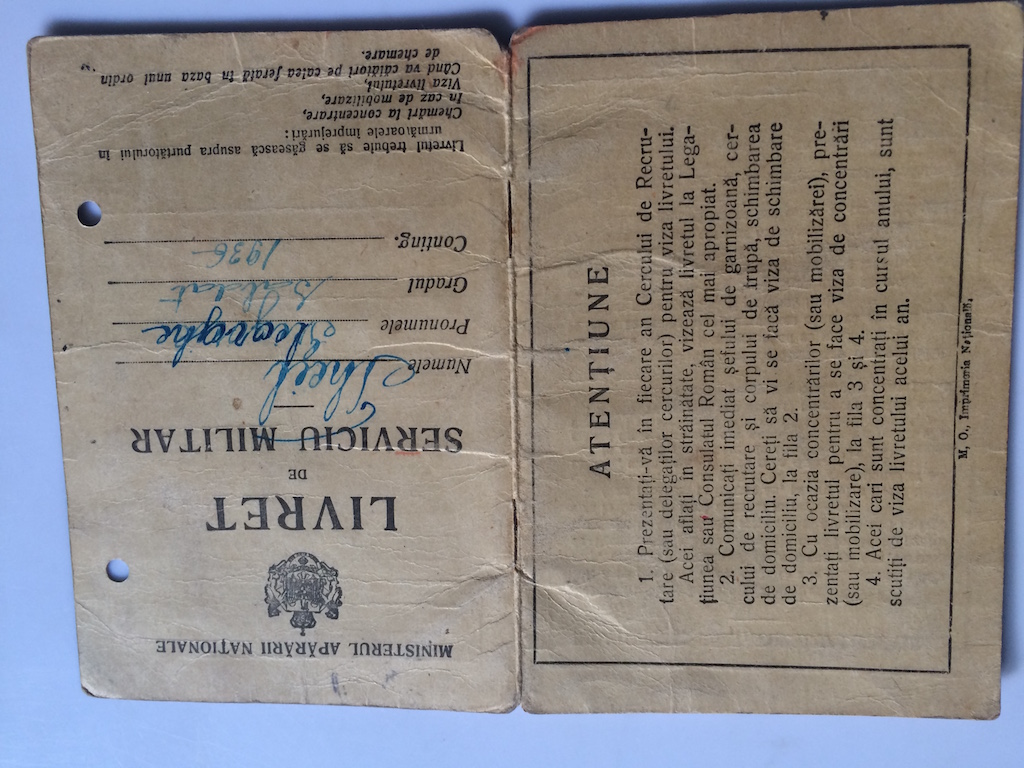 MINISTERUL APĂRĂRII NAȚIONALE
LIVRET
DE
SERVICIU MILITAR
Numele
Pronumele Gheorghe
Gradul Soldat
Conting. 1936
Livretul trebuie să se găsească asupra purtătorului în
următoarele împrejurări:
Chemări la concentrare,
In caz de mobilizare,
Viza livretului,
Când va călători pe calea ferată în baza unui ordin
de chemare.
ATENȚIUNE
1. Prezentați-vă în fiecare an Cercului de Recru-
tare (sau delegaților cercurilor) pentru viza livretului.
Acei aflați in străinătate, vizează livretul la Lega-
țiunea sau Consulatul Român cel mai apropiat.
2. Comunicați imediat șefului de garnizoană, cer-
cului de recrutare și corpului de trupă, schimbarea
de domiciliu. Cereți să vi se facă viza de schimbare
de domiciliu, la fila 2.
3. Cu ocazia concentrărilor (sau mobilizărei), pre-
zentați livretul pentru a se face viza de concentrări
(sau mobilizare), la fila 3 și 4.
4. Acei cari sunt concentrați in cursul anului, sunt
scutiți de viza livretului acelui an.
M. O., Imprimeria Națională,